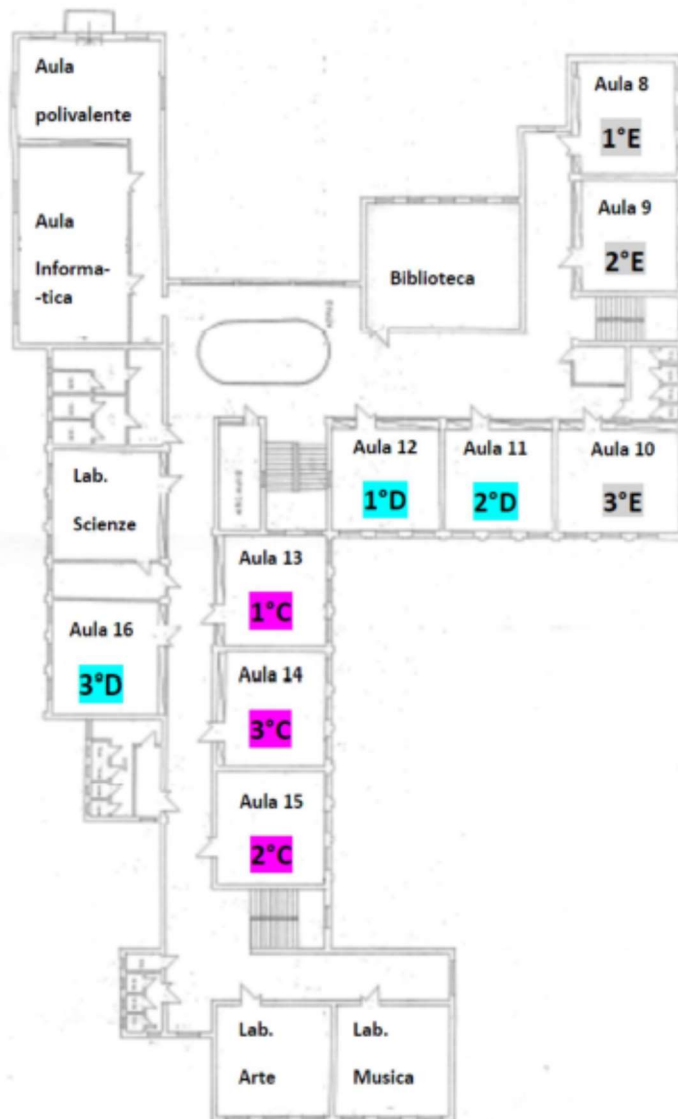 Aula
polivalente
Aula
Informa-
-tica
Biblioteca
Aula 8
1°E
Aula 9
2°E
Aula 12
1°D
Aula 11
2°D
Aula 10
3°E
Lab.
Scienze
Aula 13
1°C
Aula 16
3°D
Aula 14
3°C
Aula 15
2°C
Lab.
Arte
Lab.
Musica